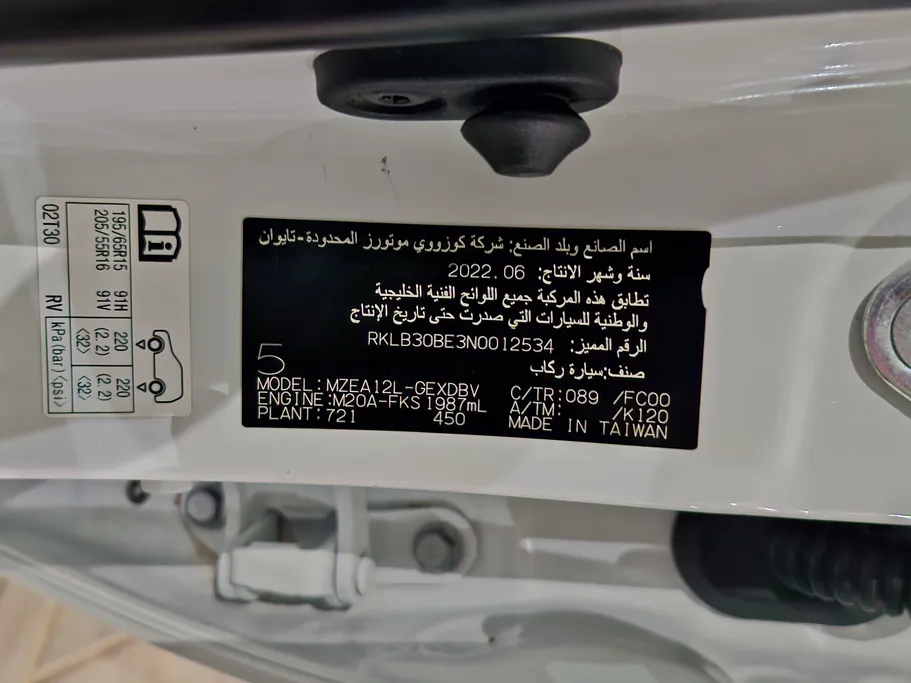 اسم الصانع وبلد الصنع: شركة كوزووي موتورز المحدودة-تايوان
سنة وشهر الانتاج: 2022.06
تطابق هذه المركبة جميع اللوائح الفنية الخليجية
والوطنية للسيارات التي صدرت حتى تاريخ الإنتاج
الرقم المميز: RKLB30BE3N0012534
صنف:سيارة ركاب
5
MODEL:MZEA12L-GEXDBV C/TR:089 /FC00
ENGINE:M20A-FKS 1987mL A/TM: /K120
PLANT:721 450 MADE IN TAIWAN
195/65R15 91H 220 (2.2) <32> 220 (2.2) <32>
205/55R16 91V
02T30 RV kPa(bar)<psi>